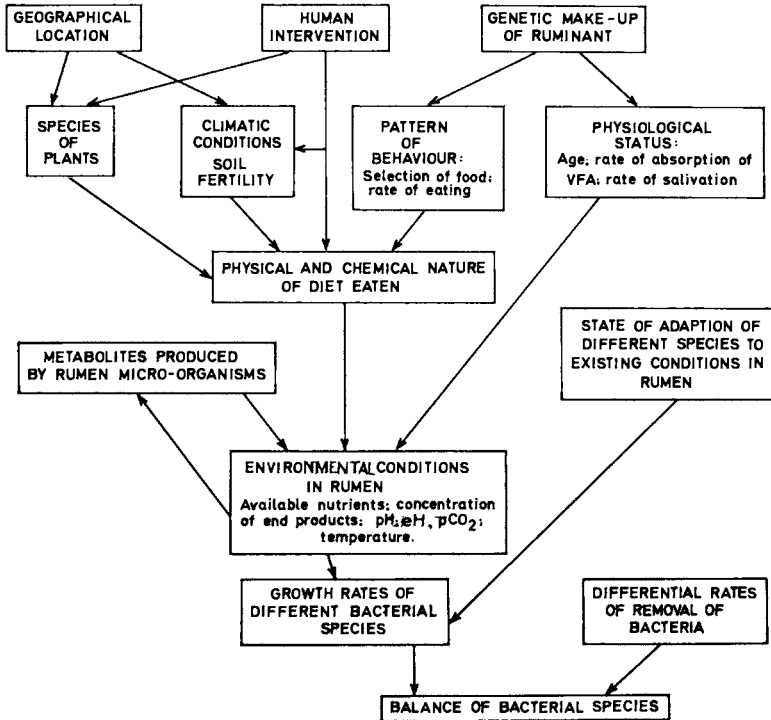 GEOGRAPHICAL
LOCATION
HUMAN
INTERVENTION
GENETIC MAKE-UP
OF RUMINANT
SPECIES
OF
PLANTS
CLIMATIC
CONDITIONS
SOIL
FERTILITY
PATTERN
OF
BEHAVIOUR:
Selection of food;
rate of eating
PHYSIOLOGICAL
STATUS:
Age; rate of absorption of
VFA; rate of salivation
PHYSICAL AND CHEMICAL NATURE
OF DIET EATEN
STATE OF ADAPTION OF
DIFFERENT SPECIES TO
EXISTING CONDITIONS IN
RUMEN
METABOLITES PRODUCED
BY RUMEN MICRO-ORGANISMS
ENVIRONMENTAL CONDITIONS
IN RUMEN
Available nutrients; concentration
of end products; pH; eH, pCO₂;
temperature.
GROWTH RATES OF
DIFFERENT BACTERIAL
SPECIES
DIFFERENTIAL RATES
OF REMOVAL OF
BACTERIA
BALANCE OF BACTERIAL SPECIES